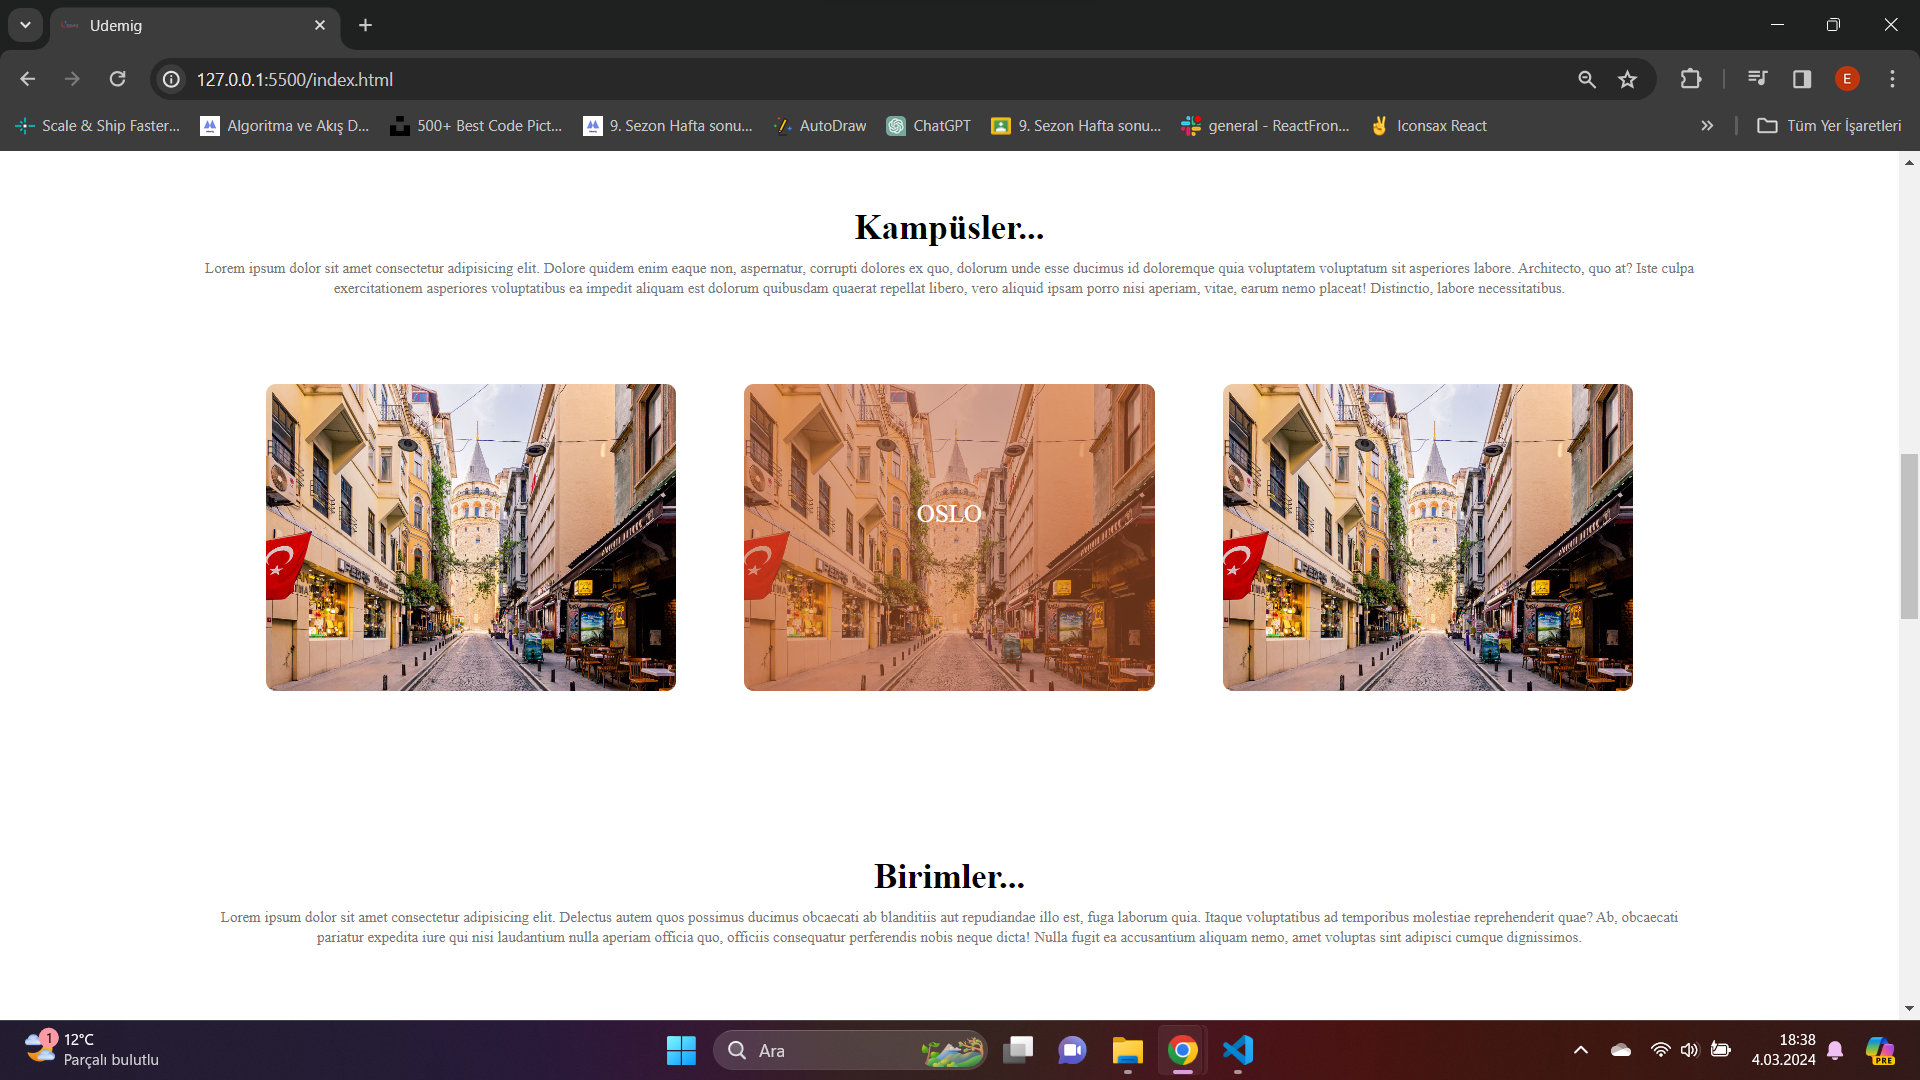 Udemig
127.0.0.1:5500/index.html
E
Scale & Ship Faster...
Algoritma ve Akış D...
500+ Best Code Pict...
9. Sezon Hafta sonu...
AutoDraw
ChatGPT
9. Sezon Hafta sonu...
general - ReactFron...
Iconsax React
Tüm Yer İşaretleri
Kampüsler...
Lorem ipsum dolor sit amet consectetur adipisicing elit. Dolore quidem enim eaque non, aspernatur, corrupti dolores ex quo, dolorum unde esse ducimus id doloremque quia voluptatem voluptatum sit asperiores labore. Architecto, quo at? Iste culpa
exercitationem asperiores voluptatibus ea impedit aliquam est dolorum quibusdam quaerat repellat libero, vero aliquid ipsam porro nisi aperiam, vitae, earum nemo placeat! Distinctio, labore necessitatibus.
OSLO
Birimler...
Lorem ipsum dolor sit amet consectetur adipisicing elit. Delectus autem quos possimus ducimus obcaecati ab blanditiis aut repudiandae illo est, fuga laborum quia. Itaque voluptatibus ad temporibus molestiae reprehenderit quae? Ab, obcaecati
pariatur expedita iure qui nisi laudantium nulla aperiam officia quo, officiis consequatur perferendis nobis neque dicta! Nulla fugit ea accusantium aliquam nemo, amet voluptas sint adipisci cumque dignissimos.
1
12°C
Parçalı bulutlu
Ara
18:38
4.03.2024
PRE